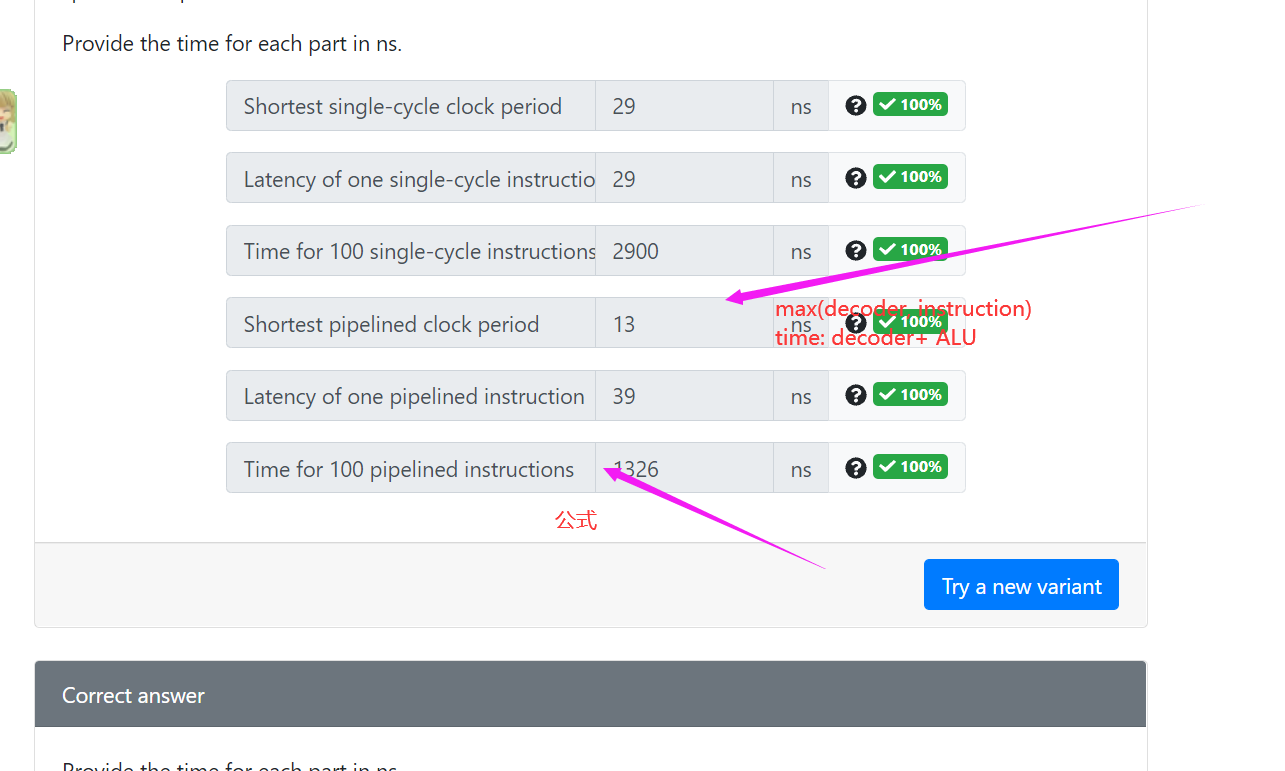 Provide the time for each part in ns.
Shortest single-cycle clock period 29 ns 100%
Latency of one single-cycle instructio 29 ns 100%
Time for 100 single-cycle instructions 2900 ns 100%
Shortest pipelined clock period 13 ns 100%
max(decoder, instruction)
time: decoder+ ALU
Latency of one pipelined instruction 39 ns 100%
Time for 100 pipelined instructions 1326 ns 100%
公式
Try a new variant
Correct answer
Provide the time for each part in ns.